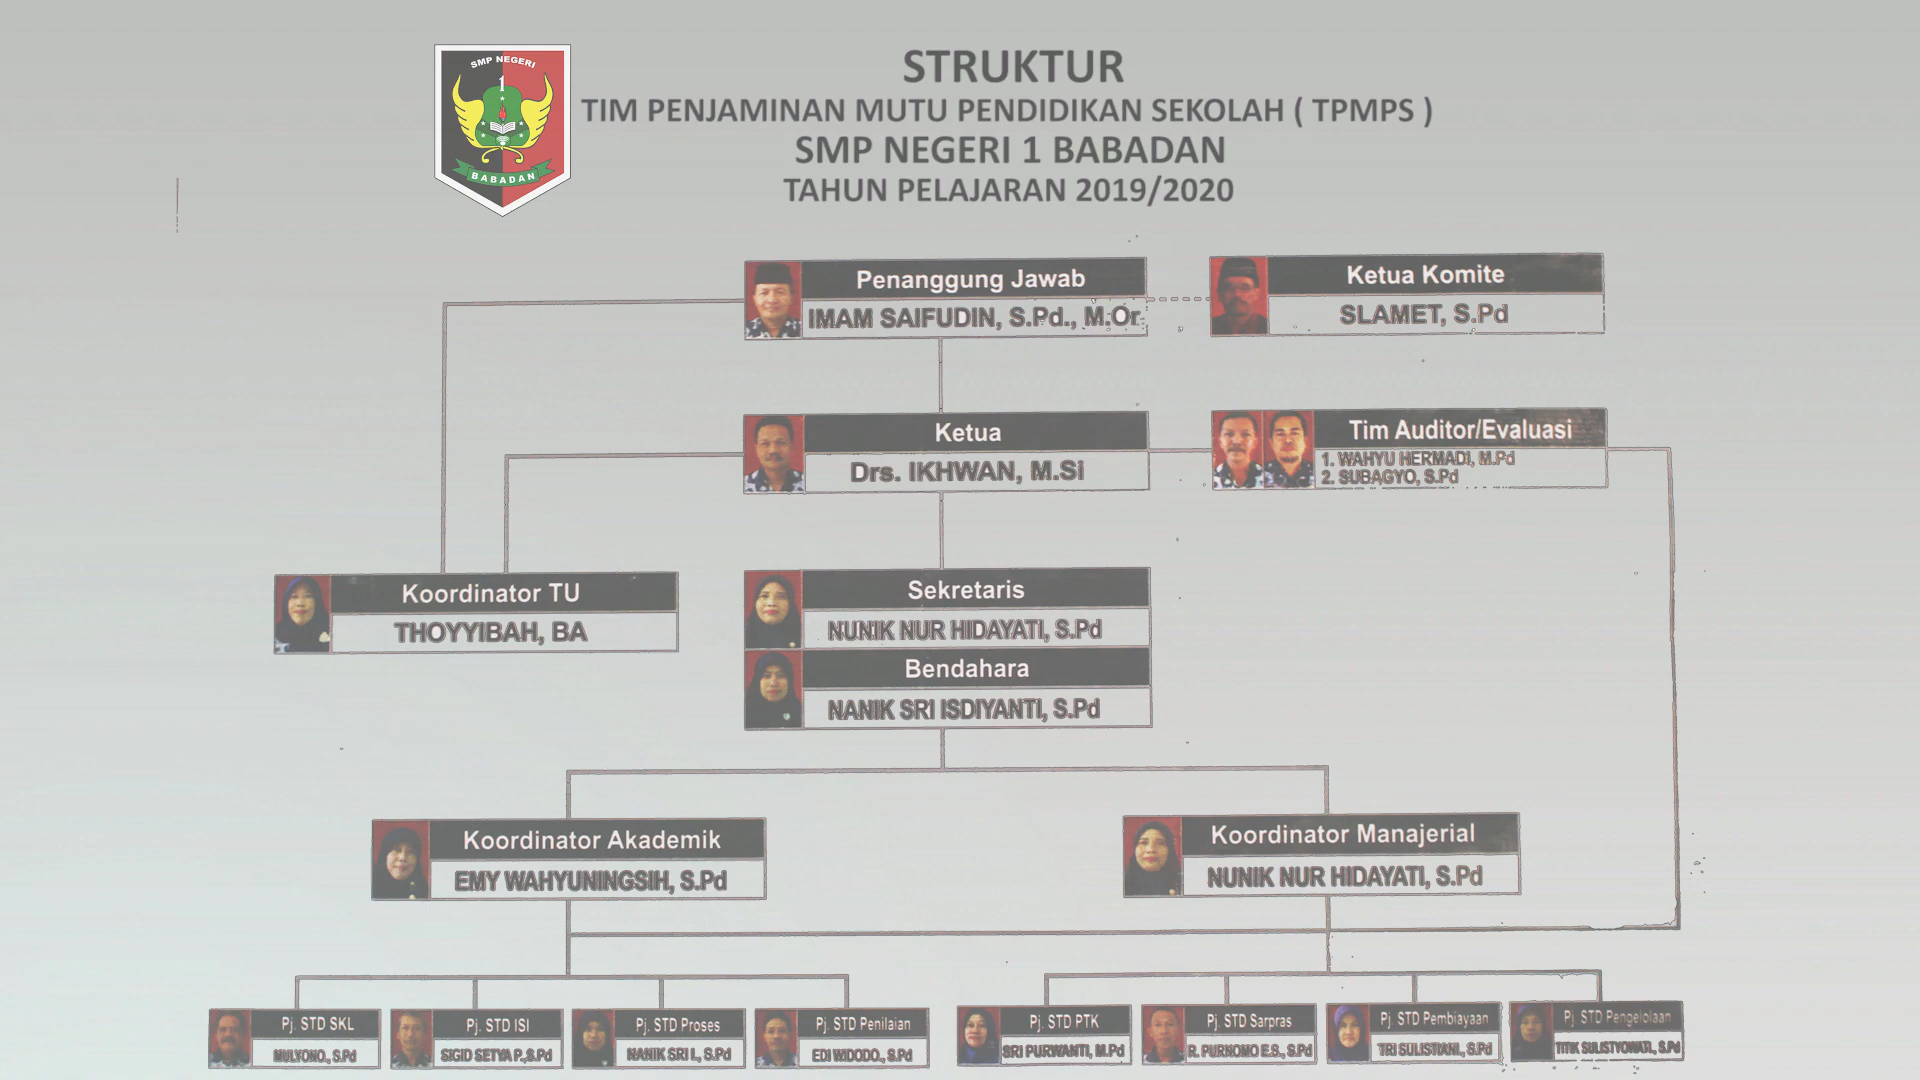 SMP NEGERI
1
BABADAN
STRUKTUR
TIM PENJAMINAN MUTU PENDIDIKAN SEKOLAH ( TPMPS )
SMP NEGERI 1 BABADAN
TAHUN PELAJARAN 2019/2020
Penanggung Jawab
IMAM SAIFUDIN, S.Pd., M.Or
Ketua Komite
SLAMET, S.Pd
Ketua
Drs. IKHWAN, M.Si
Tim Auditor/Evaluasi
1. WAHYU HERMADI, M.Pd
2. SUBAGYO, S.Pd
Koordinator TU
THOYYIBAH, BA
Sekretaris
NUNIK NUR HIDAYATI, S.Pd
Bendahara
NANIK SRI ISDIYANTI, S.Pd
Koordinator Akademik
EMY WAHYUNINGSIH, S.Pd
Koordinator Manajerial
NUNIK NUR HIDAYATI, S.Pd
Pj. STD SKL
MULYONO., S.Pd
Pj. STD ISI
SIGID SETYA P.,S.Pd
Pj. STD Proses
NANIK SRI I., S.Pd
Pj. STD Penilaian
EDI WIDODO., S.Pd
Pj. STD PTK
SRI PURWANTI, M.Pd
Pj. STD Sarpras
R. PURNOMO E.S., S.Pd
Pj. STD Pembiayaan
TRI SULISTIANI., S.Pd
Pj. STD Pengelolaan
TITIK SULISTYOWATI., S.Pd